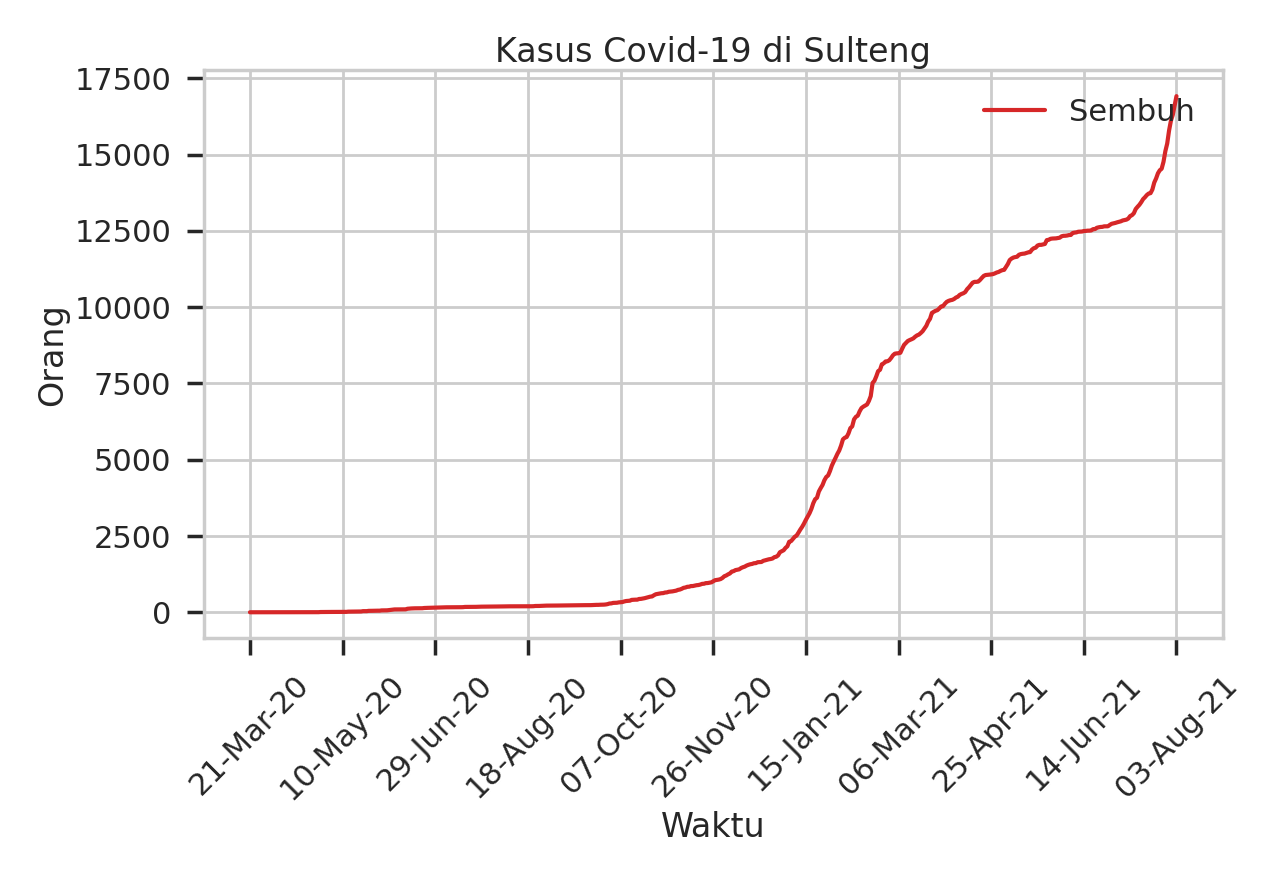 Kasus Covid-19 di Sulteng
Sembuh
Orang
17500
15000
12500
10000
7500
5000
2500
0
21-Mar-20
10-May-20
29-Jun-20
18-Aug-20
07-Oct-20
26-Nov-20
15-Jan-21
06-Mar-21
25-Apr-21
14-Jun-21
03-Aug-21
Waktu